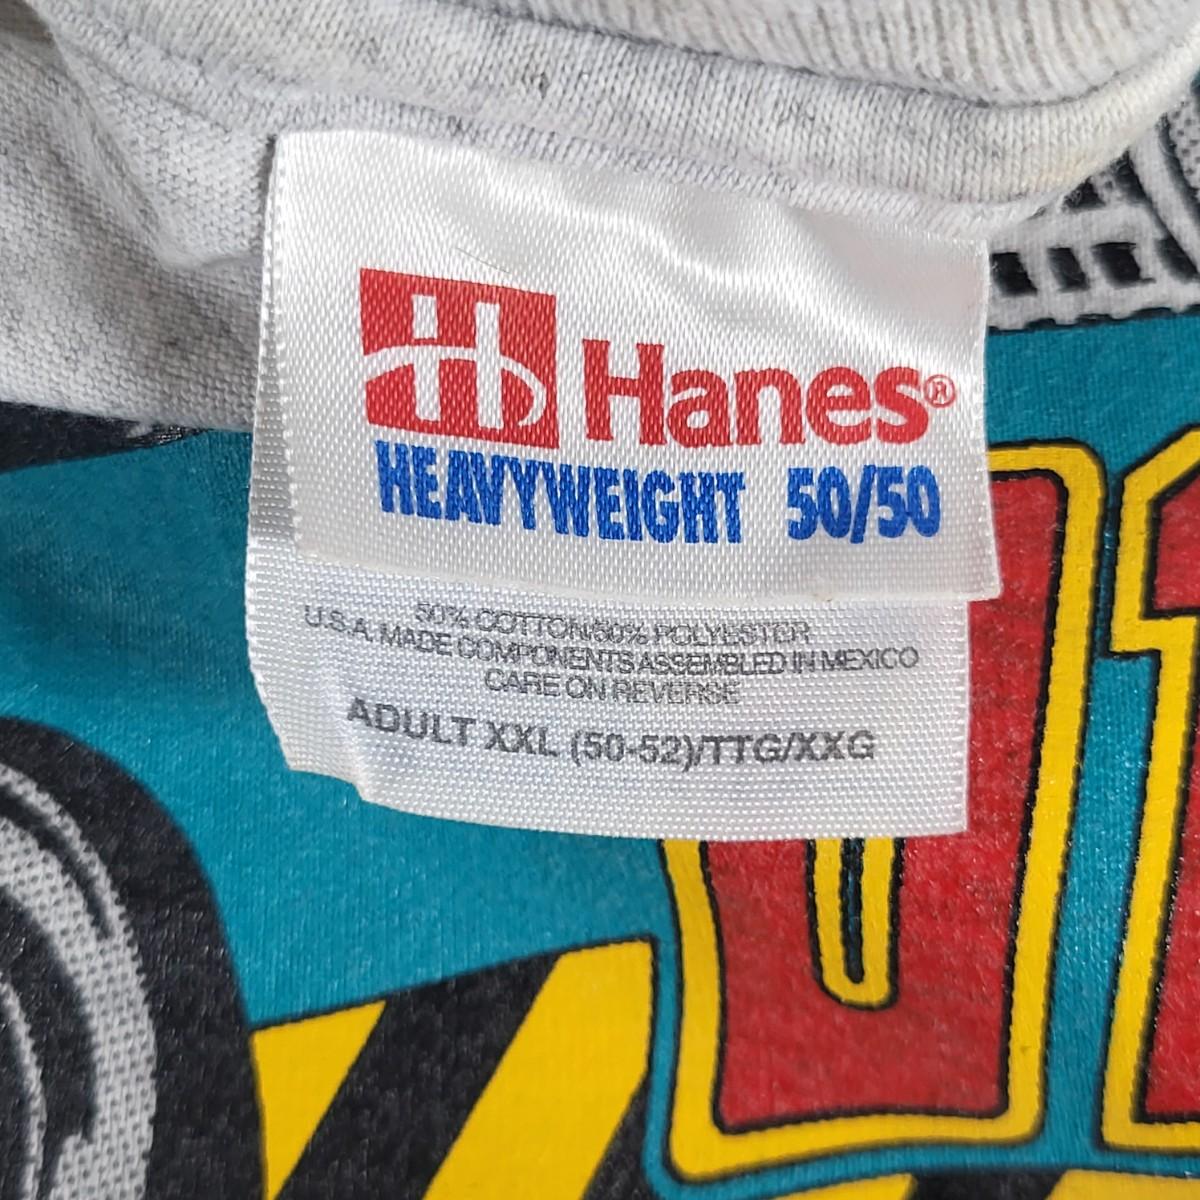 Hanes®
HEAVYWEIGHT 50/50
50% COTTON/50% POLYESTER
U.S.A. MADE COMPONENTS ASSEMBLED IN MEXICO
CARE ON REVERSE
ADULT XXL (50-52)/TTG/XXG